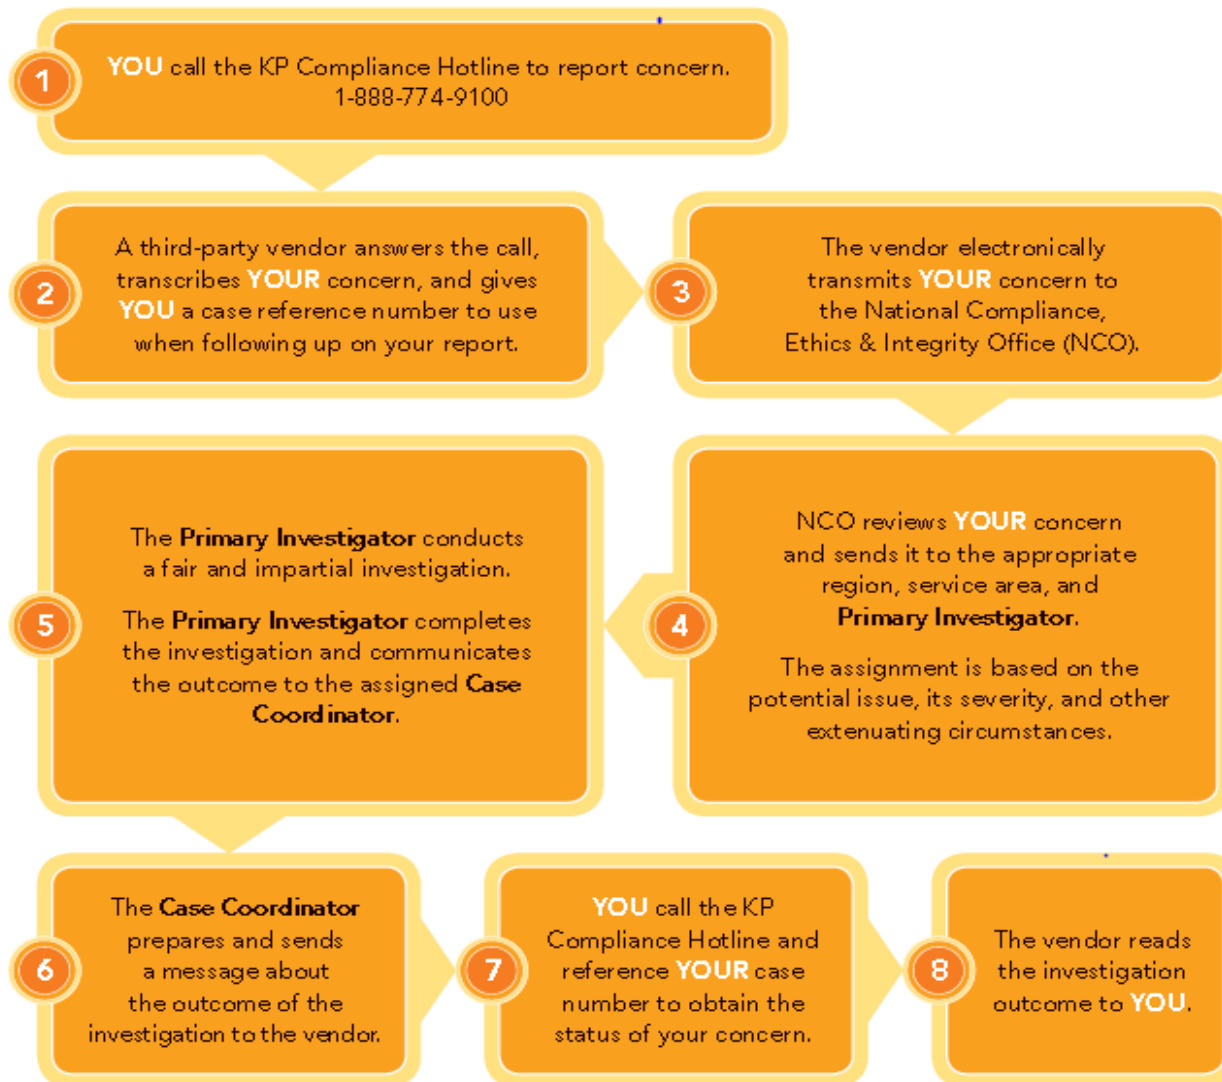 1
YOU call the KP Compliance Hotline to report concern.
1-888-774-9100
2
A third-party vendor answers the call,
transcribes YOUR concern, and gives
YOU a case reference number to use
when following up on your report.
3
The vendor electronically
transmits YOUR concern to
the National Compliance,
Ethics & Integrity Office (NCO).
4
NCO reviews YOUR concern
and sends it to the appropriate
region, service area, and
Primary Investigator.
The assignment is based on the
potential issue, its severity, and other
extenuating circumstances.
5
The Primary Investigator conducts
a fair and impartial investigation.
The Primary Investigator completes
the investigation and communicates
the outcome to the assigned Case
Coordinator.
6
The Case Coordinator
prepares and sends
a message about
the outcome of the
investigation to the vendor.
7
YOU call the KP
Compliance Hotline and
reference YOUR case
number to obtain the
status of your concern.
8
The vendor reads
the investigation
outcome to YOU.